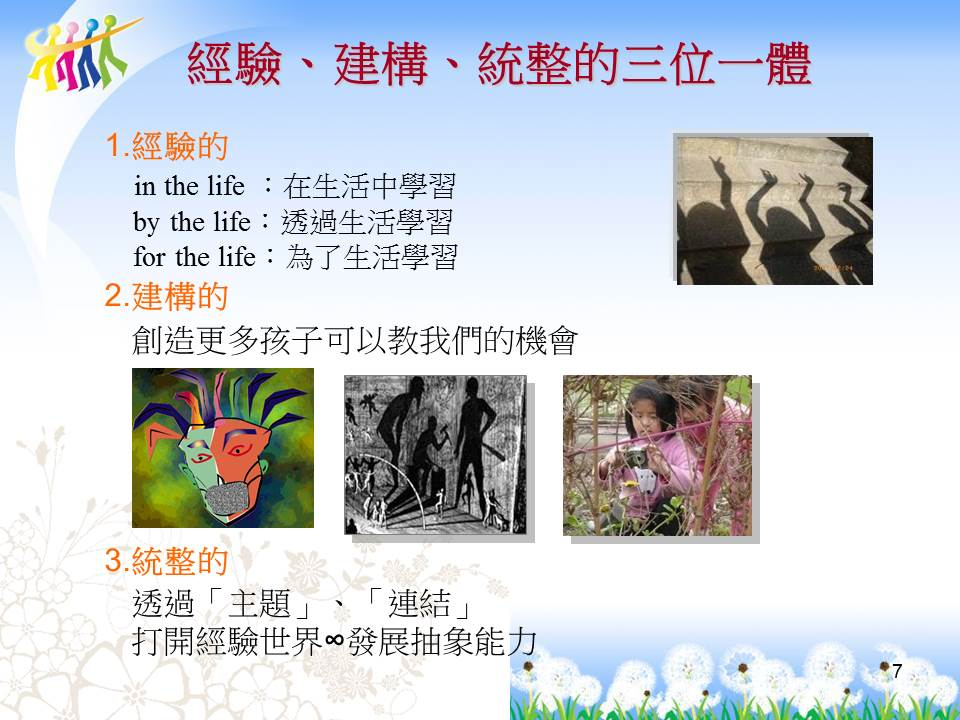 經驗、建構、統整的三位一體
1.經驗的
in the life ：在生活中學習
by the life：透過生活學習
for the life：為了生活學習
2.建構的
創造更多孩子可以教我們的機會
3.統整的
透過「主題」、「連結」
打開經驗世界∞發展抽象能力
7